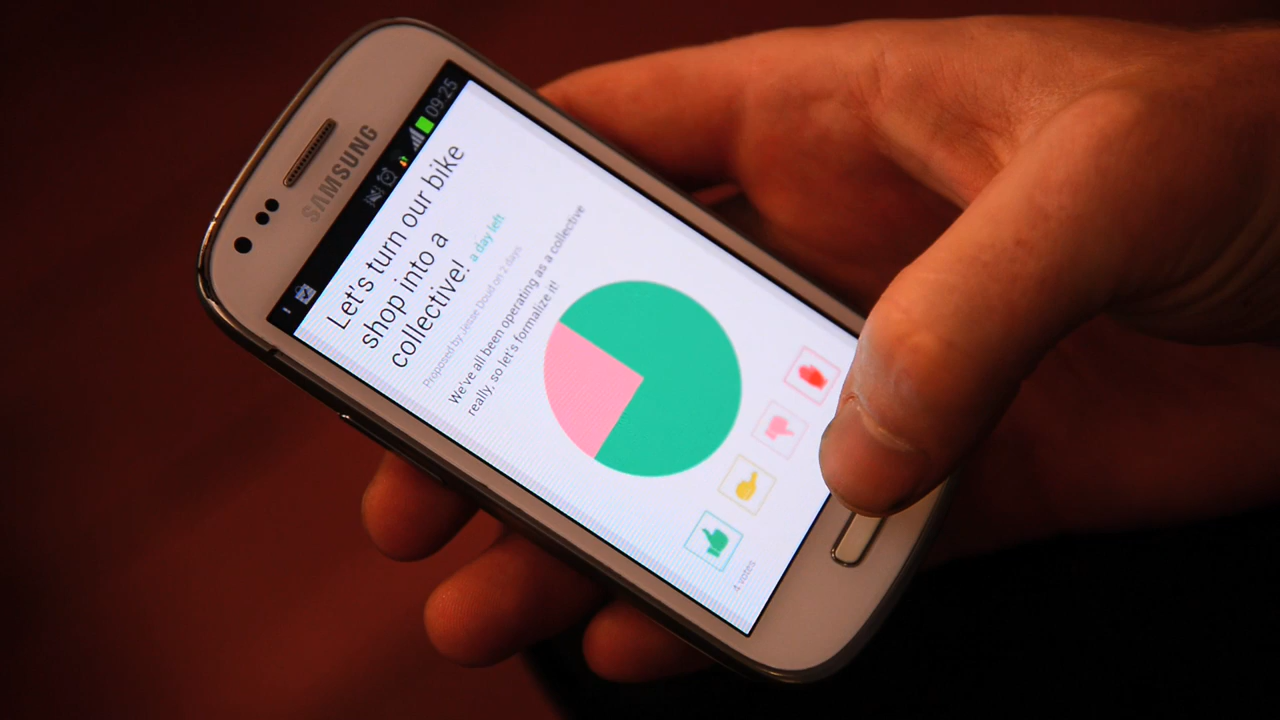 SAMSUNG
09:25
Let's turn our bike
shop into a
collective! a day left
Proposed by Jesse Doud on 2 days
We've all been operating as a collective
really, so let's formalize it!
4 votes